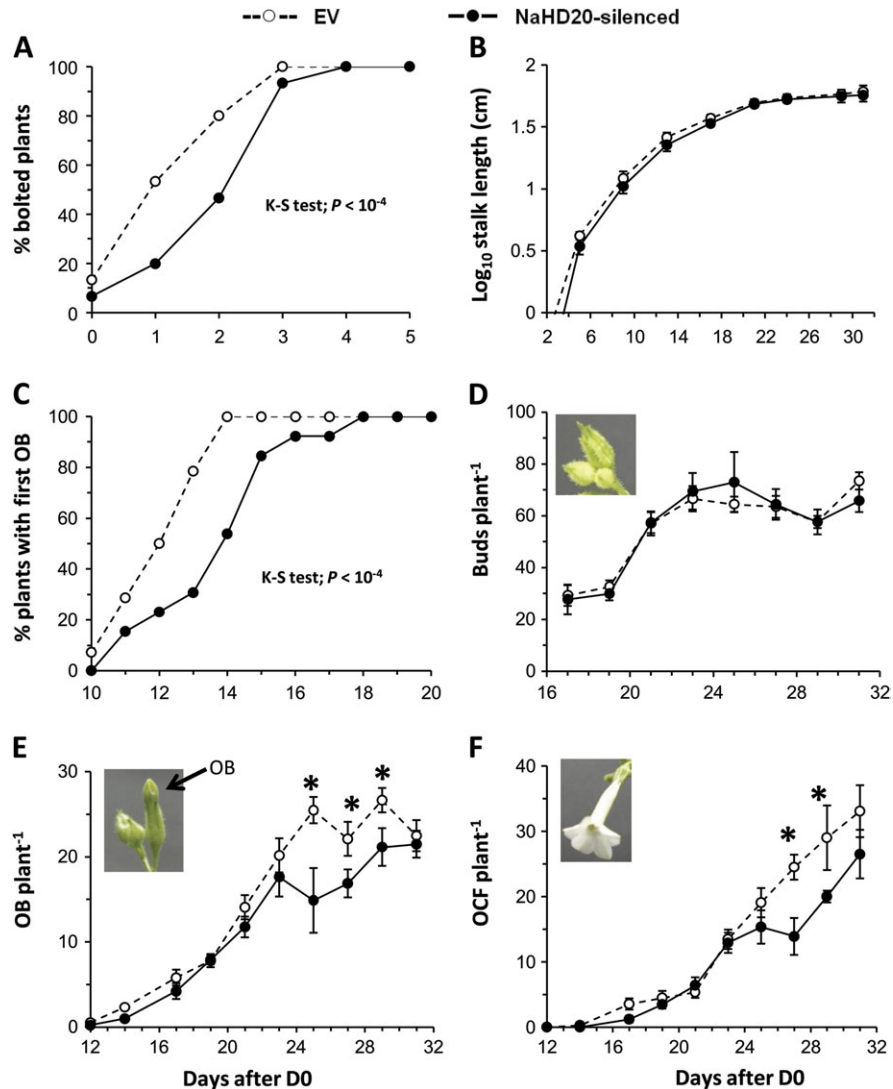 EV NaHD20-silenced
A
% bolted plants
100
80
60
40
20
0
K-S test; P < 10-4
0 1 2 3 4 5
B
Log10 stalk length (cm)
2
1.5
1
0.5
0
2 6 10 14 18 22 26 30
C
% plants with first OB
100
90
80
70
60
50
40
30
20
10
0
K-S test; P < 10-4
10 12 14 16 18 20
D
Buds plant-1
100
80
60
40
20
0
16 20 24 28 32
E
OB plant-1
30
20
10
0
OB
* * *
12 16 20 24 28 32
Days after D0
F
OCF plant-1
40
30
20
10
0
* *
12 16 20 24 28 32
Days after D0